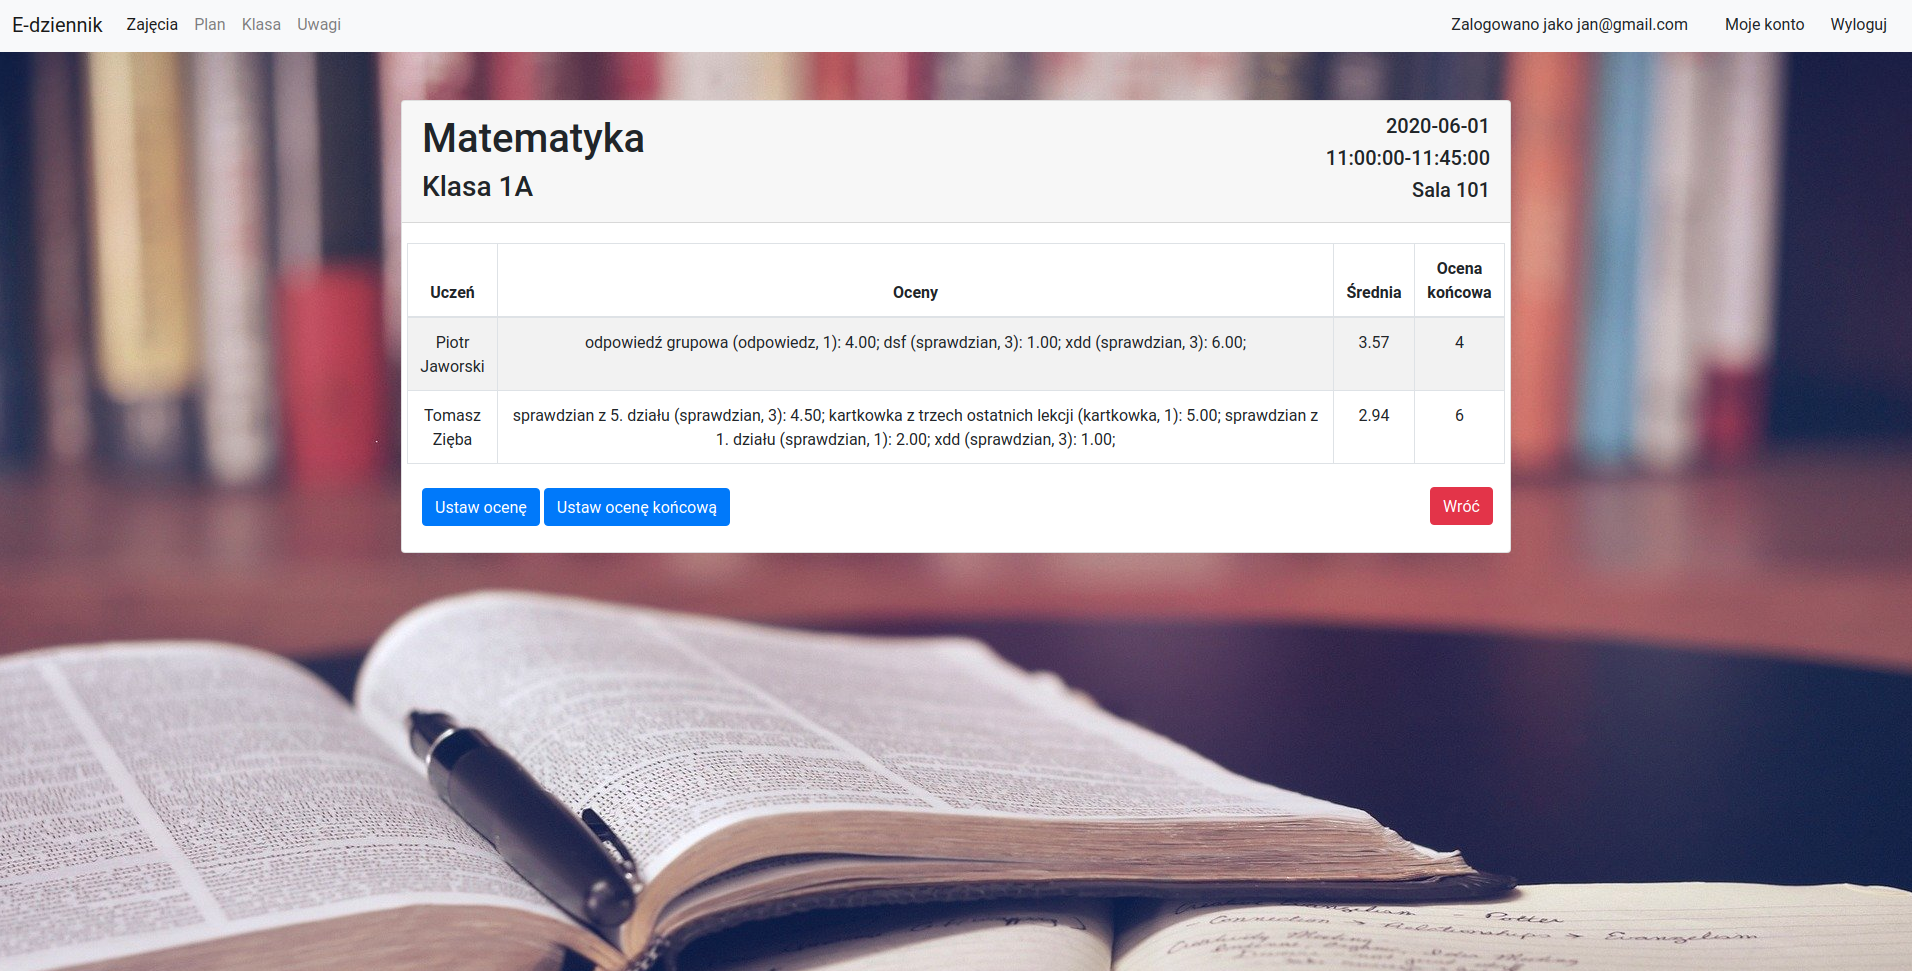 E-dziennik Zajęcia Plan Klasa Uwagi Zalogowano jako jan@gmail.com Moje konto Wyloguj
Matematyka
Klasa 1A
2020-06-01
11:00:00-11:45:00
Sala 101
Uczeń Oceny Średnia Ocena końcowa
Piotr Jaworski odpowiedź grupowa (odpowiedz, 1): 4.00; dsf (sprawdzian, 3): 1.00; xdd (sprawdzian, 3): 6.00; 3.57 4
Tomasz Zięba sprawdzian z 5. działu (sprawdzian, 3): 4.50; kartkowka z trzech ostatnich lekcji (kartkowka, 1): 5.00; sprawdzian z 1. działu (sprawdzian, 1): 2.00; xdd (sprawdzian, 3): 1.00; 2.94 6
Ustaw ocenę Ustaw ocenę końcową Wróć
Potter
Connection Relationships Evangelism